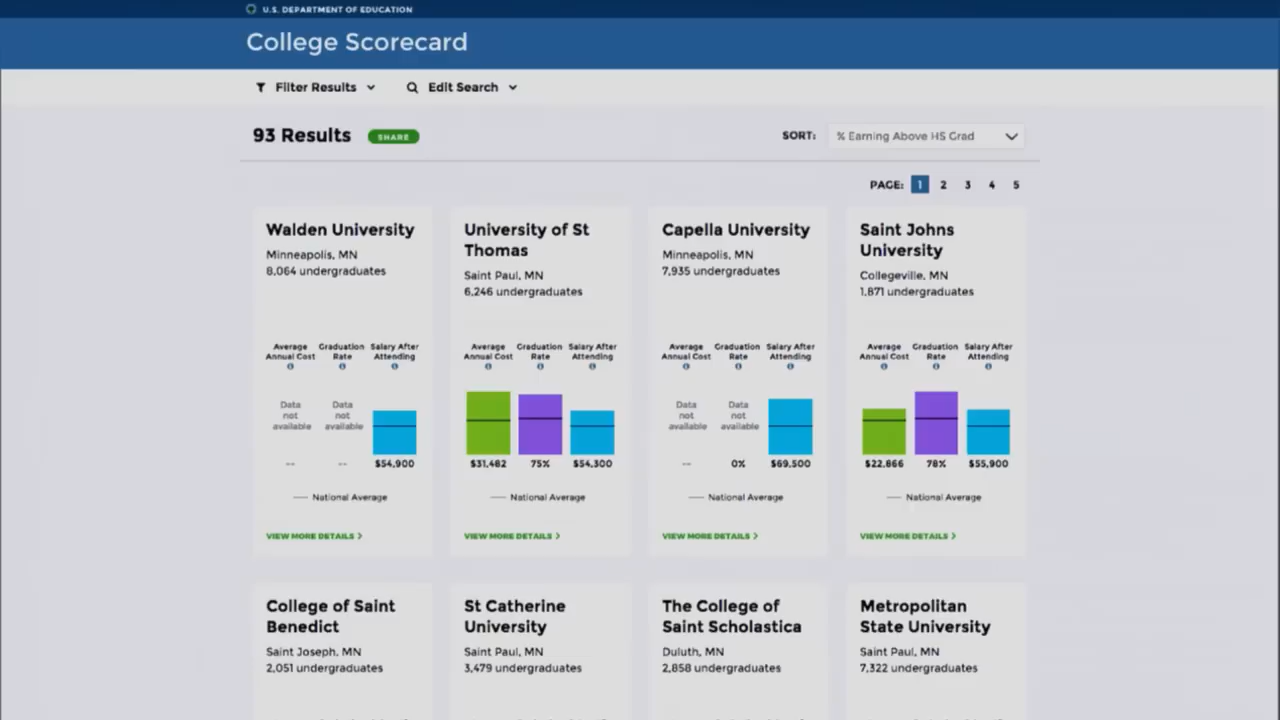 U.S. DEPARTMENT OF EDUCATION
College Scorecard
Filter Results
Edit Search
93 Results
SHARE
SORT:
% Earning Above HS Grad
PAGE: 1 2 3 4 5
Walden University
Minneapolis, MN
8,064 undergraduates
Average Annual Cost
Graduation Rate
Salary After Attending
Data not available
Data not available
--
--
$54,900
National Average
VIEW MORE DETAILS >
University of St
Thomas
Saint Paul, MN
6,246 undergraduates
Average Annual Cost
Graduation Rate
Salary After Attending
$31,482
75%
$54,300
National Average
VIEW MORE DETAILS >
Capella University
Minneapolis, MN
7,935 undergraduates
Average Annual Cost
Graduation Rate
Salary After Attending
Data not available
Data not available
--
0%
$69,500
National Average
VIEW MORE DETAILS >
Saint Johns
University
Collegeville, MN
1,871 undergraduates
Average Annual Cost
Graduation Rate
Salary After Attending
$22,866
78%
$55,900
National Average
VIEW MORE DETAILS >
College of Saint
Benedict
Saint Joseph, MN
2,051 undergraduates
St Catherine
University
Saint Paul, MN
3,479 undergraduates
The College of
Saint Scholastica
Duluth, MN
2,858 undergraduates
Metropolitan
State University
Saint Paul, MN
7,322 undergraduates